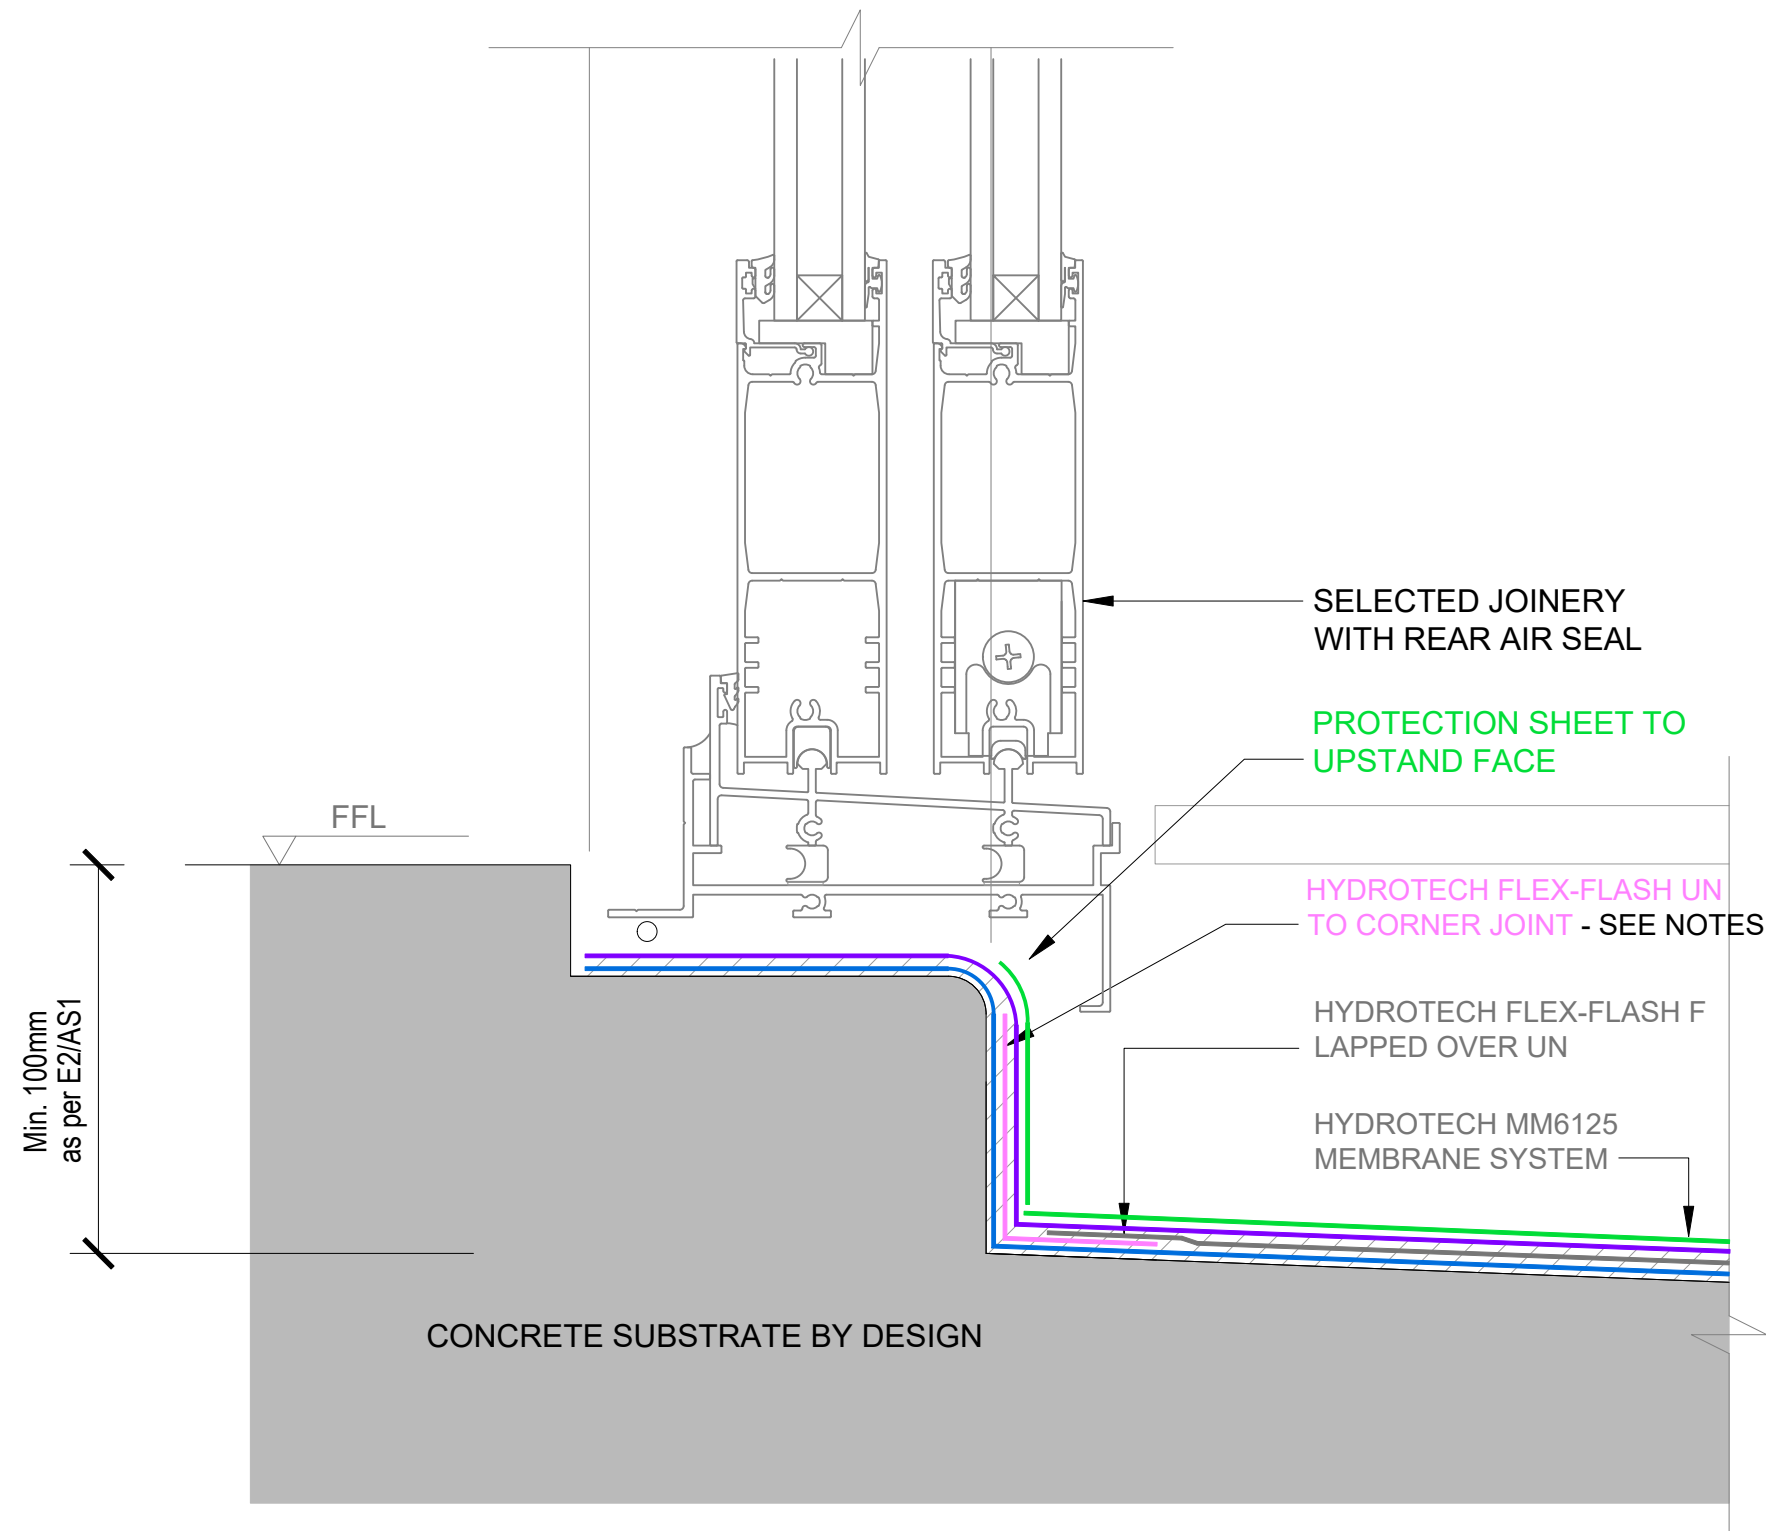 SELECTED JOINERY
WITH REAR AIR SEAL
PROTECTION SHEET TO
UPSTAND FACE
FFL
HYDROTECH FLEX-FLASH UN
TO CORNER JOINT - SEE NOTES
HYDROTECH FLEX-FLASH F
LAPPED OVER UN
Min. 100mm
as per E2/AS1
HYDROTECH MM6125
MEMBRANE SYSTEM
CONCRETE SUBSTRATE BY DESIGN